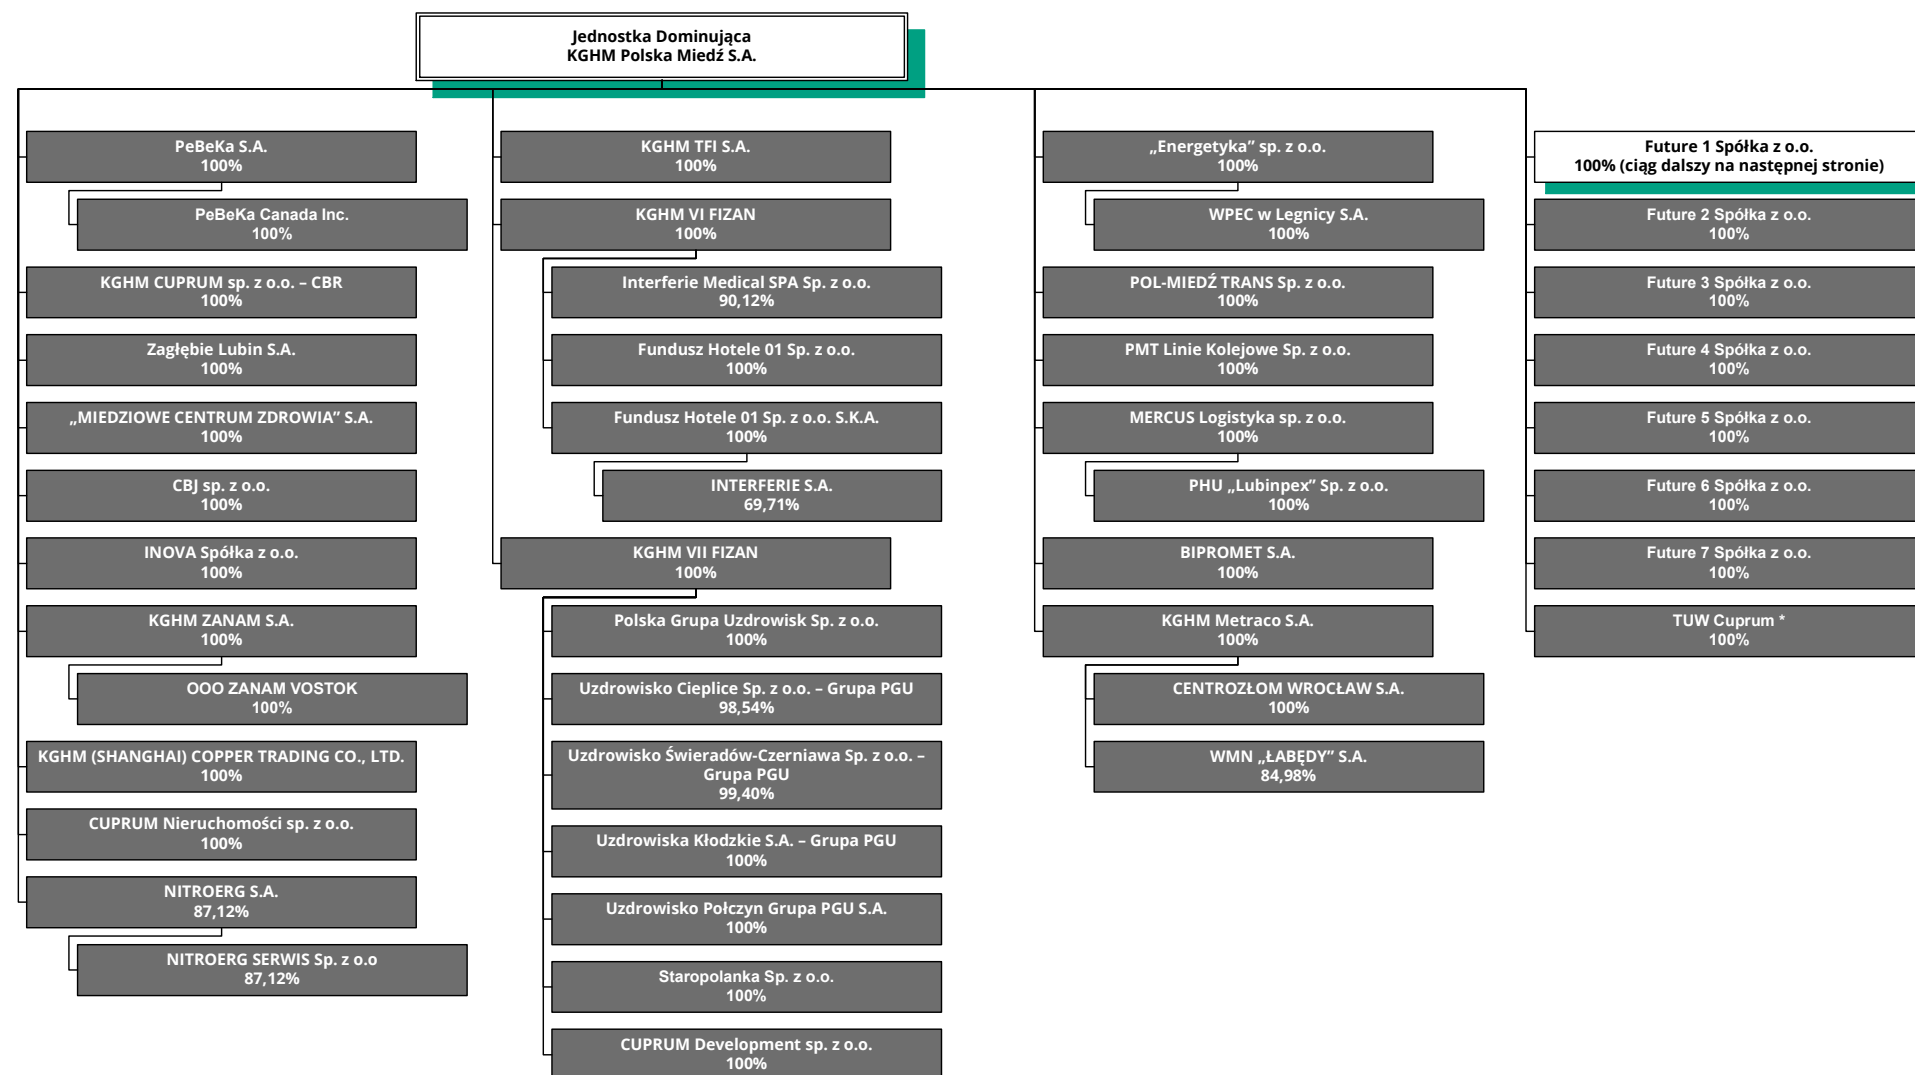 Jednostka Dominująca
KGHM Polska Miedź S.A.
PeBeKa S.A.
100%
PeBeKa Canada Inc.
100%
KGHM CUPRUM sp. z o.o. – CBR
100%
Zagłębie Lubin S.A.
100%
„MIEDZIOWE CENTRUM ZDROWIA” S.A.
100%
CBJ sp. z o.o.
100%
INOVA Spółka z o.o.
100%
KGHM ZANAM S.A.
100%
OOO ZANAM VOSTOK
100%
KGHM (SHANGHAI) COPPER TRADING CO., LTD.
100%
CUPRUM Nieruchomości sp. z o.o.
100%
NITROERG S.A.
87,12%
NITROERG SERWIS Sp. z o.o
87,12%
KGHM TFI S.A.
100%
KGHM VI FIZAN
100%
Interferie Medical SPA Sp. z o.o.
90,12%
Fundusz Hotele 01 Sp. z o.o.
100%
Fundusz Hotele 01 Sp. z o.o. S.K.A.
100%
INTERFERIE S.A.
69,71%
KGHM VII FIZAN
100%
Polska Grupa Uzdrowisk Sp. z o.o.
100%
Uzdrowisko Cieplice Sp. z o.o. – Grupa PGU
98,54%
Uzdrowisko Świeradów-Czerniawa Sp. z o.o. –
Grupa PGU
99,40%
Uzdrowiska Kłodzkie S.A. – Grupa PGU
100%
Uzdrowisko Połczyn Grupa PGU S.A.
100%
Staropolanka Sp. z o.o.
100%
CUPRUM Development sp. z o.o.
100%
„Energetyka” sp. z o.o.
100%
WPEC w Legnicy S.A.
100%
POL-MIEDŹ TRANS Sp. z o.o.
100%
PMT Linie Kolejowe Sp. z o.o.
100%
MERCUS Logistyka sp. z o.o.
100%
PHU „Lubinpex” Sp. z o.o.
100%
BIPROMET S.A.
100%
KGHM Metraco S.A.
100%
CENTROZŁOM WROCŁAW S.A.
100%
WMN „ŁABĘDY” S.A.
84,98%
Future 1 Spółka z o.o.
100% (ciąg dalszy na następnej stronie)
Future 2 Spółka z o.o.
100%
Future 3 Spółka z o.o.
100%
Future 4 Spółka z o.o.
100%
Future 5 Spółka z o.o.
100%
Future 6 Spółka z o.o.
100%
Future 7 Spółka z o.o.
100%
TUW Cuprum *
100%